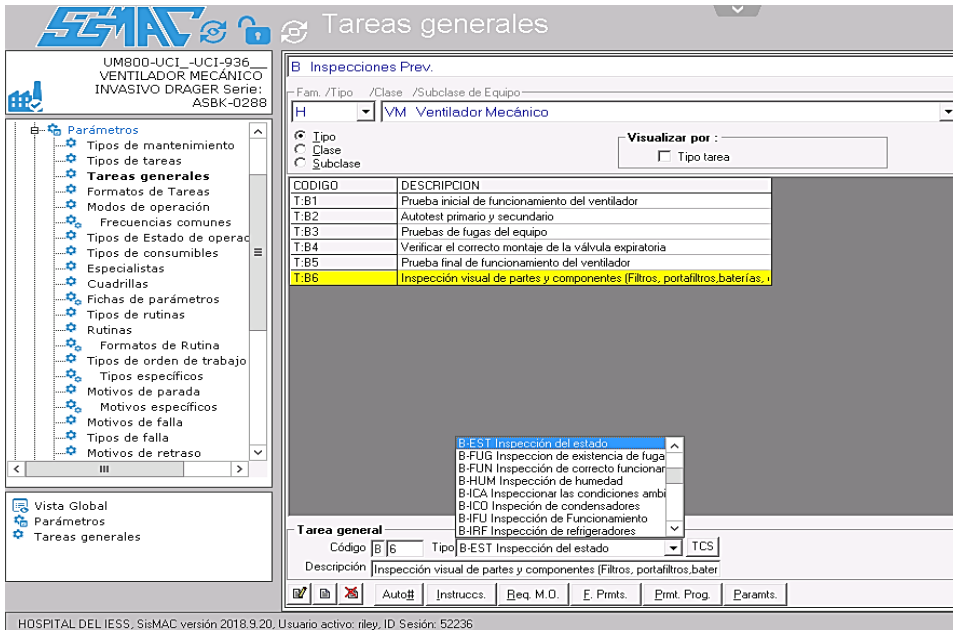 SisMAC
Tareas generales
UM800-UCI_-UCI-936__
VENTILADOR MECÁNICO
INVASIVO DRAGER Serie:
ASBK-0288
Parámetros
Tipos de mantenimiento
Tipos de tareas
Tareas generales
Formatos de Tareas
Modos de operación
Frecuencias comunes
Tipos de Estado de operac
Tipos de consumibles
Especialistas
Cuadrillas
Fichas de parámetros
Tipos de rutinas
Rutinas
Formatos de Rutina
Tipos de orden de trabajo
Tipos específicos
Motivos de parada
Motivos específicos
Motivos de falla
Tipos de falla
Motivos de retraso
Vista Global
Parámetros
Tareas generales
B Inspecciones Prev.
Fam. /Tipo /Clase /Subclase de Equipo
H VM Ventilador Mecánico
Tipo
Clase
Subclase
Visualizar por :
Tipo tarea
CODIGO DESCRIPCION
T:B1 Prueba inicial de funcionamiento del ventilador
T:B2 Autotest primario y secundario
T:B3 Pruebas de fugas del equipo
T:B4 Verificar el correcto montaje de la válvula expiratoria
T:B5 Prueba final de funcionamiento del ventilador
T:B6 Inspección visual de partes y componentes (Filtros, portafiltros,baterías,
B-EST Inspección del estado
B-FUG Inspeccion de existencia de fuga
B-FUN Inspección de correcto funcionar
B-HUM Inspección de humedad
B-ICA Inspeccionar las condiciones ambi
B-ICO Inspeción de condensadores
B-IFU Inspección de Funcionamiento
B-IRF Inspección de refrigeradores
Tarea general
Código B 6 Tipo B-EST Inspección del estado TCS
Descripción Inspección visual de partes y componentes (Filtros, portafiltros,bater
Auto# Instruccs. Req. M.O. F. Prmts. Prmt. Prog. Paramts.
HOSPITAL DEL IESS, SisMAC versión 2018.9.20, Usuario activo: riley, ID Sesión: 52236